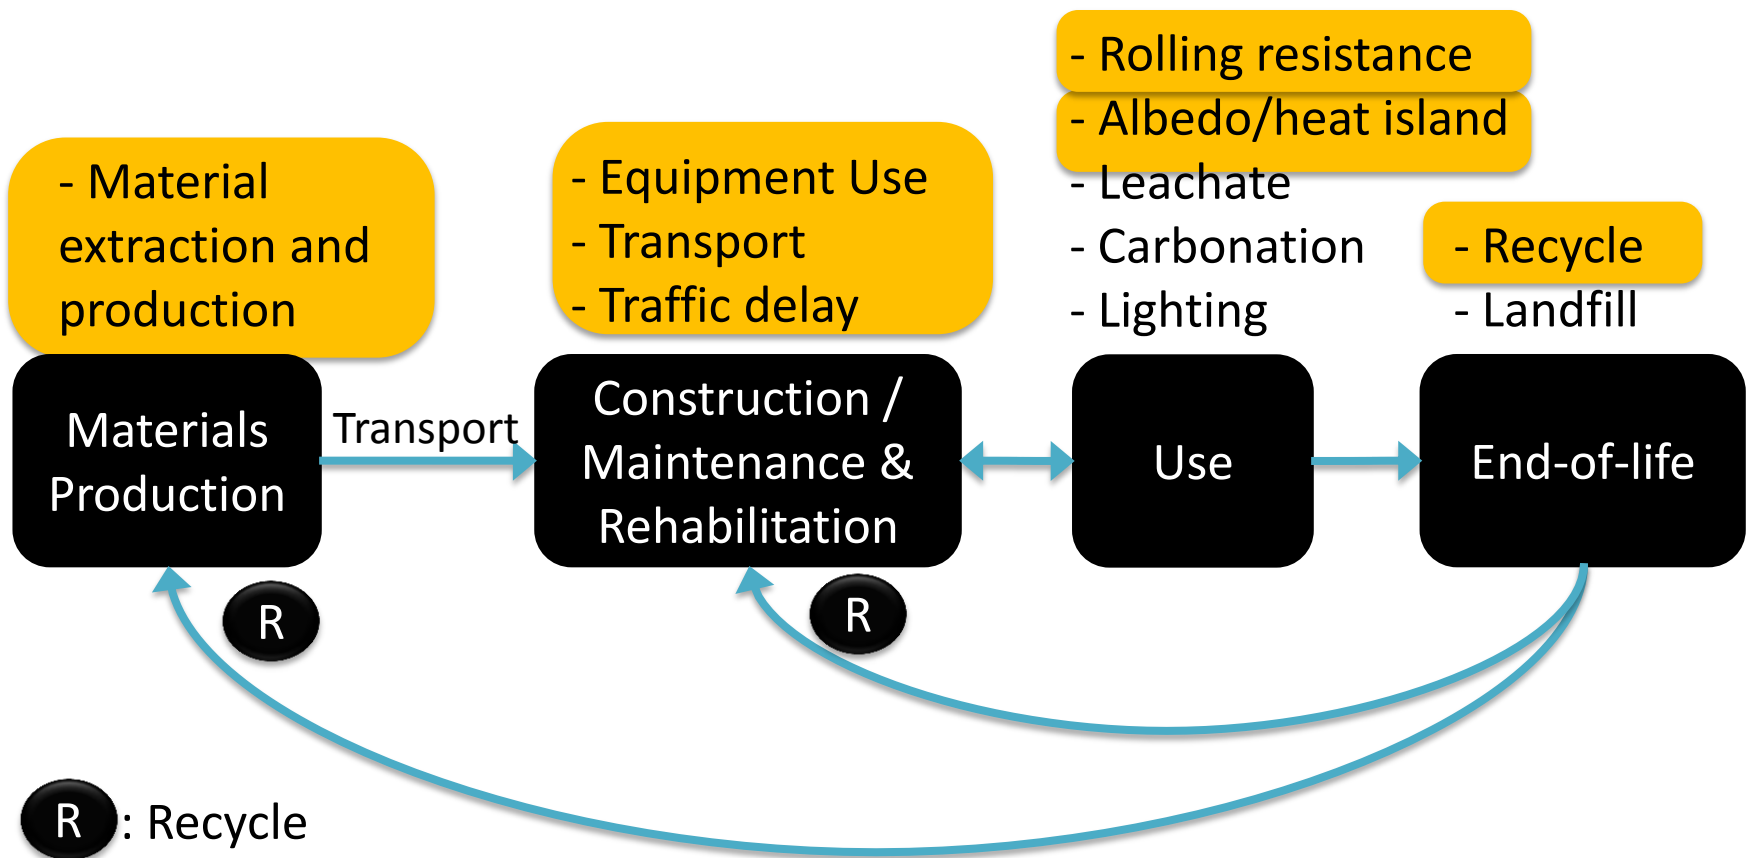 - Material
extraction and
production
- Equipment Use
- Transport
- Traffic delay
- Rolling resistance
- Albedo/heat island
- Leachate
- Carbonation
- Lighting
- Recycle
- Landfill
Materials
Production
Transport
Construction /
Maintenance &
Rehabilitation
Use
End-of-life
R
R
R : Recycle